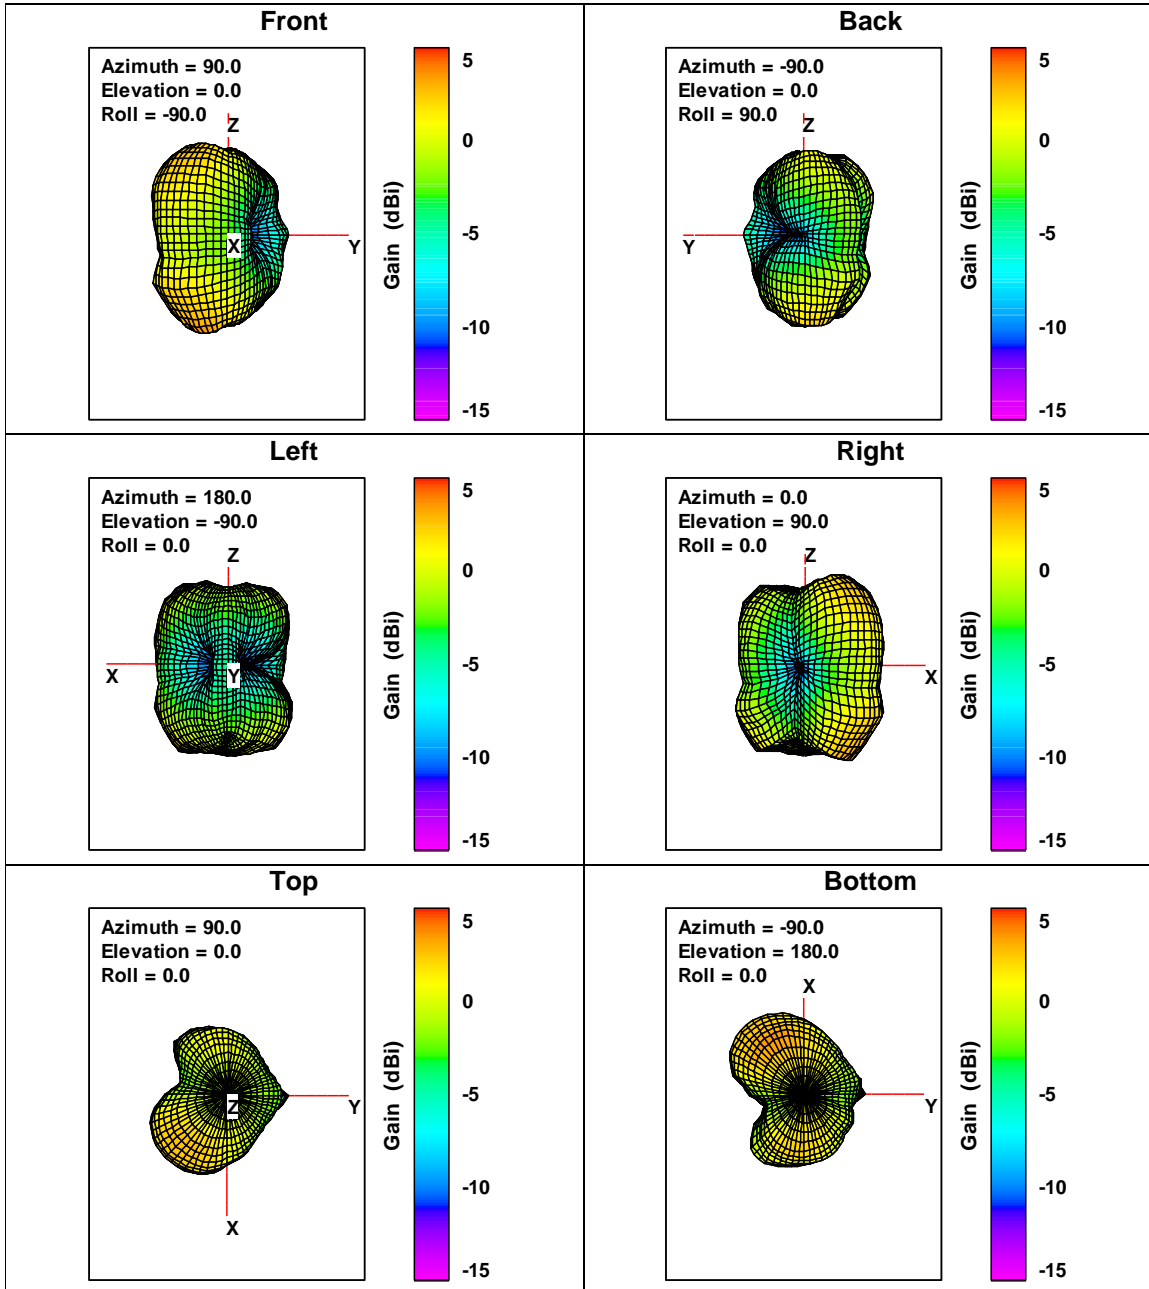 Front
Azimuth = 90.0
Elevation = 0.0
Roll = -90.0
Z
X
Y
5
0
-5
-10
-15
Gain (dBi)
Back
Azimuth = -90.0
Elevation = 0.0
Roll = 90.0
Z
Y
5
0
-5
-10
-15
Gain (dBi)
Left
Azimuth = 180.0
Elevation = -90.0
Roll = 0.0
Z
X
Y
5
0
-5
-10
-15
Gain (dBi)
Right
Azimuth = 0.0
Elevation = 90.0
Roll = 0.0
Z
X
5
0
-5
-10
-15
Gain (dBi)
Top
Azimuth = 90.0
Elevation = 0.0
Roll = 0.0
Z
Y
X
5
0
-5
-10
-15
Gain (dBi)
Bottom
Azimuth = -90.0
Elevation = 180.0
Roll = 0.0
X
Y
5
0
-5
-10
-15
Gain (dBi)